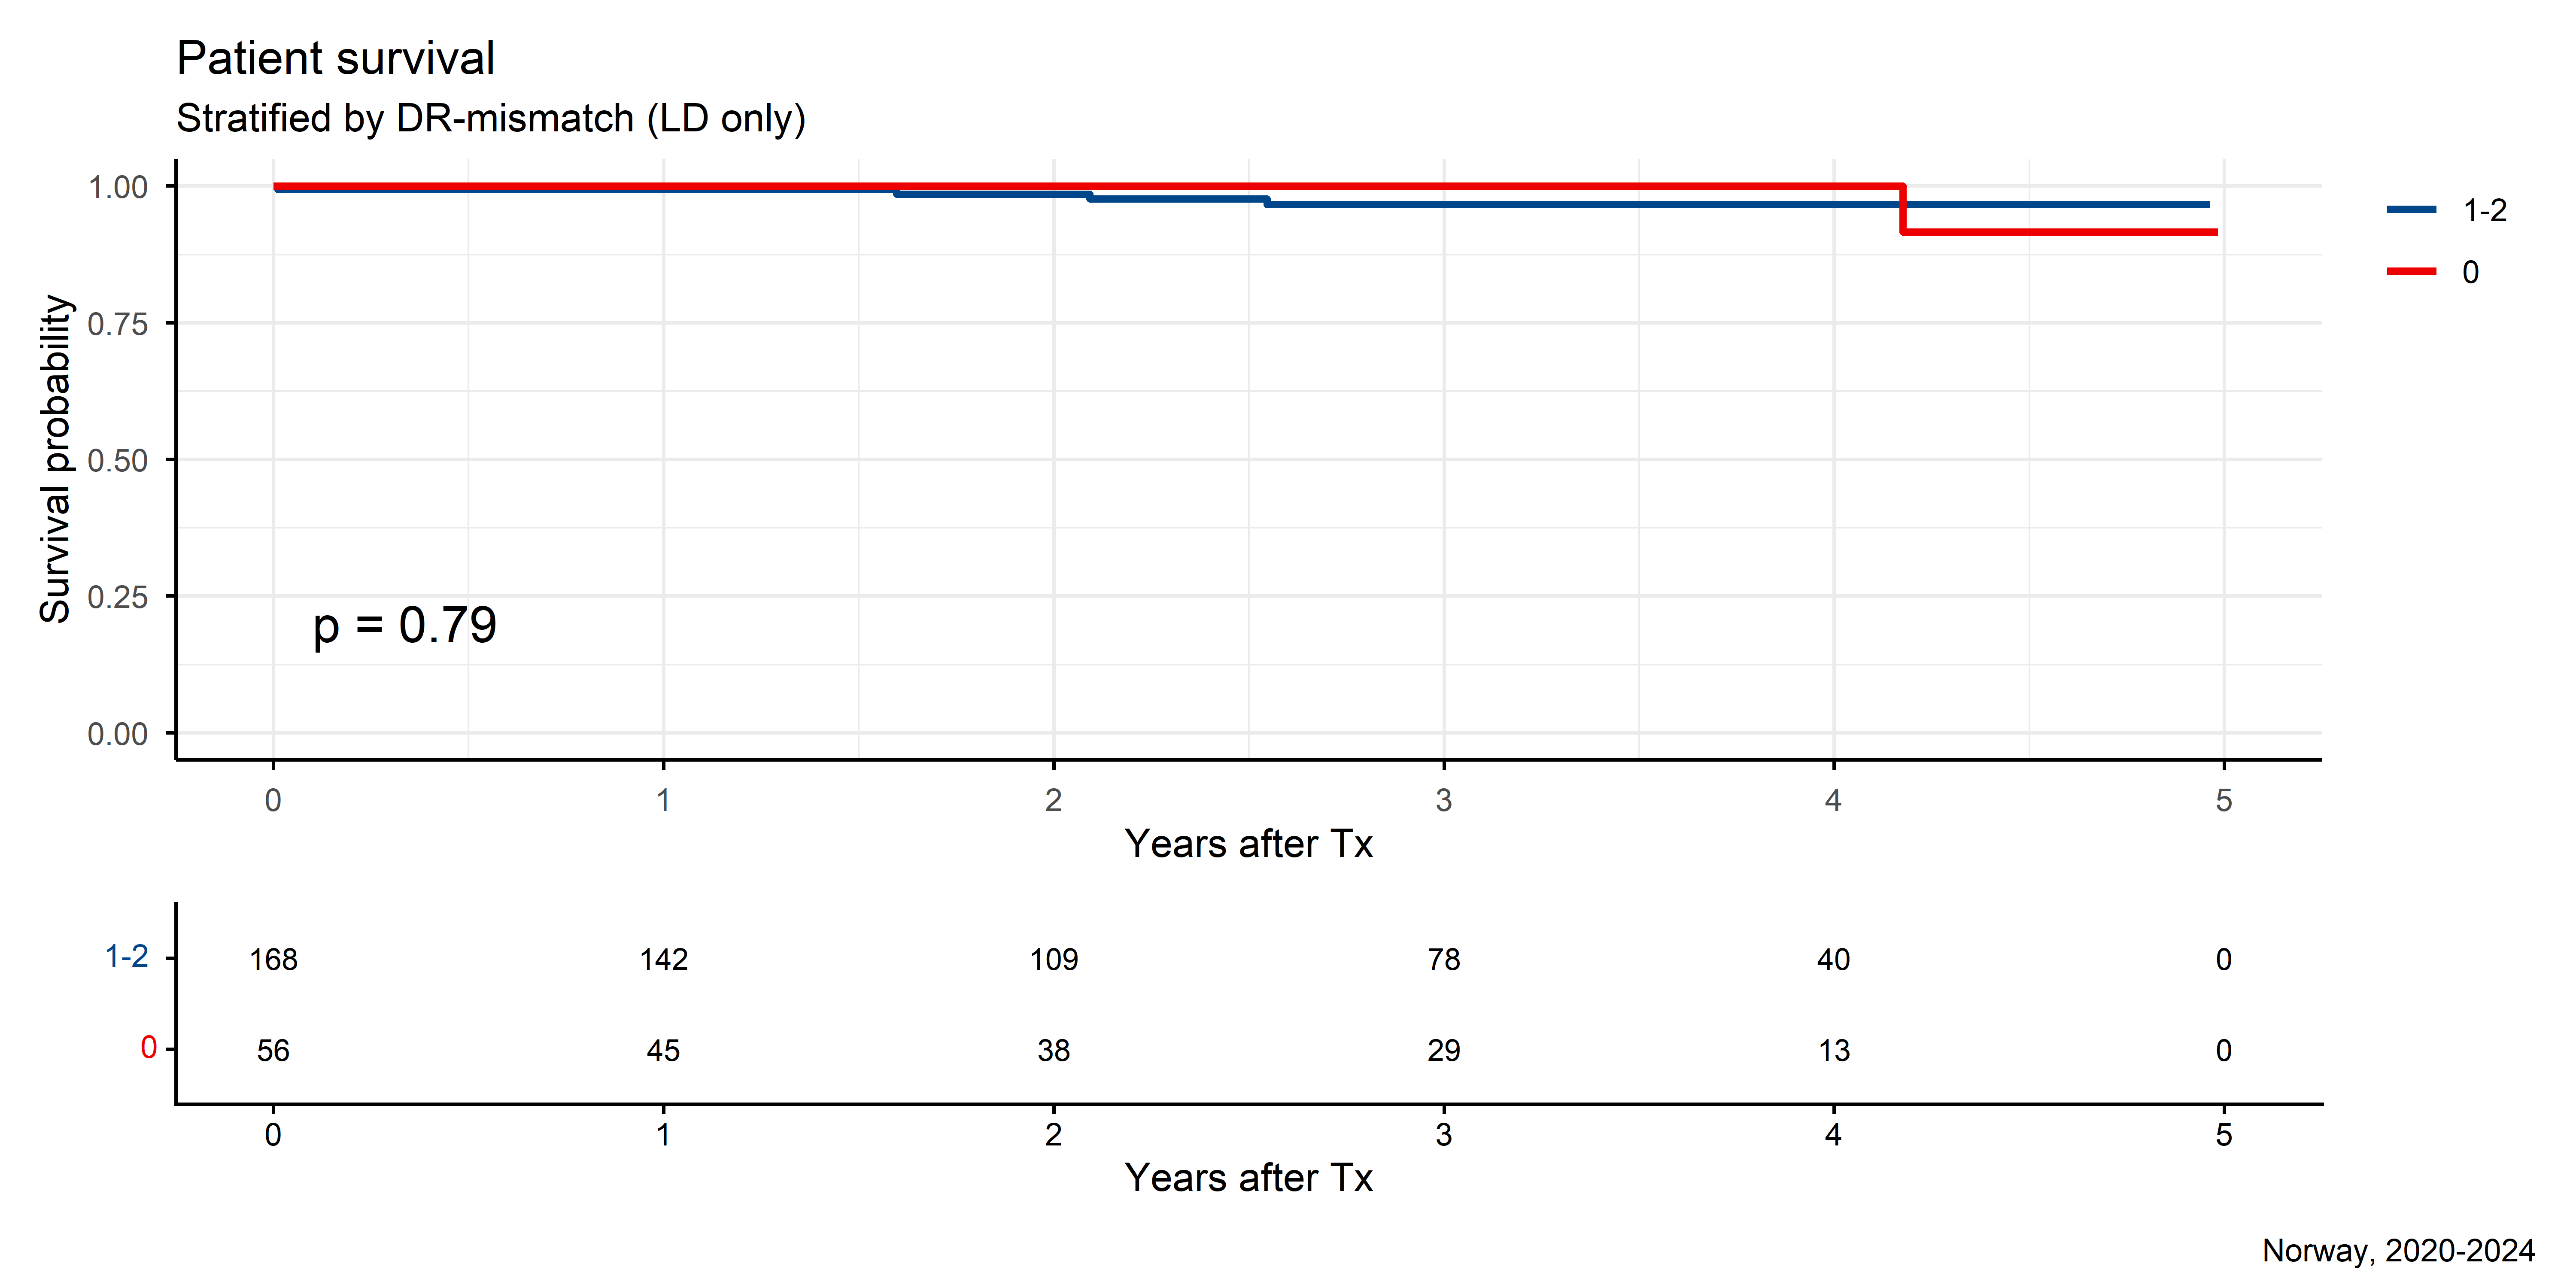 Patient survival
Stratified by DR-mismatch (LD only)
Survival probability
1.00
0.75
0.50
0.25
0.00
p = 0.79
1-2
0
0 1 2 3 4 5
Years after Tx
1-2 168 142 109 78 40 0
0 56 45 38 29 13 0
0 1 2 3 4 5
Years after Tx
Norway, 2020-2024